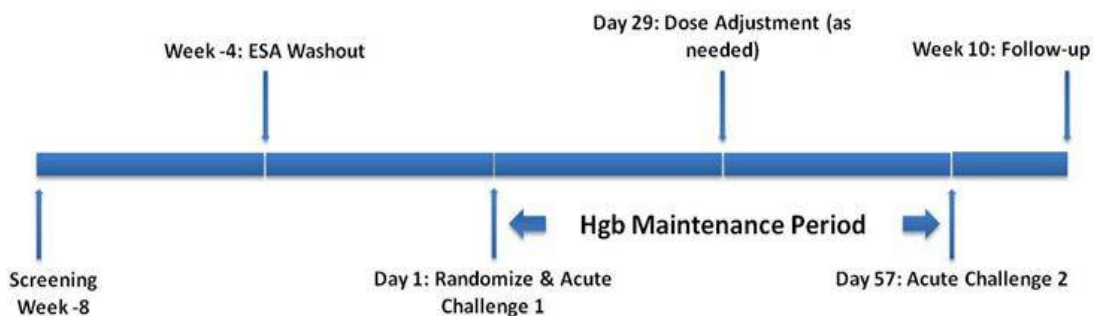 Day 29: Dose Adjustment (as
needed)
Week -4: ESA Washout
Week 10: Follow-up
Hgb Maintenance Period
Screening
Week -8
Day 1: Randomize & Acute
Challenge 1
Day 57: Acute Challenge 2